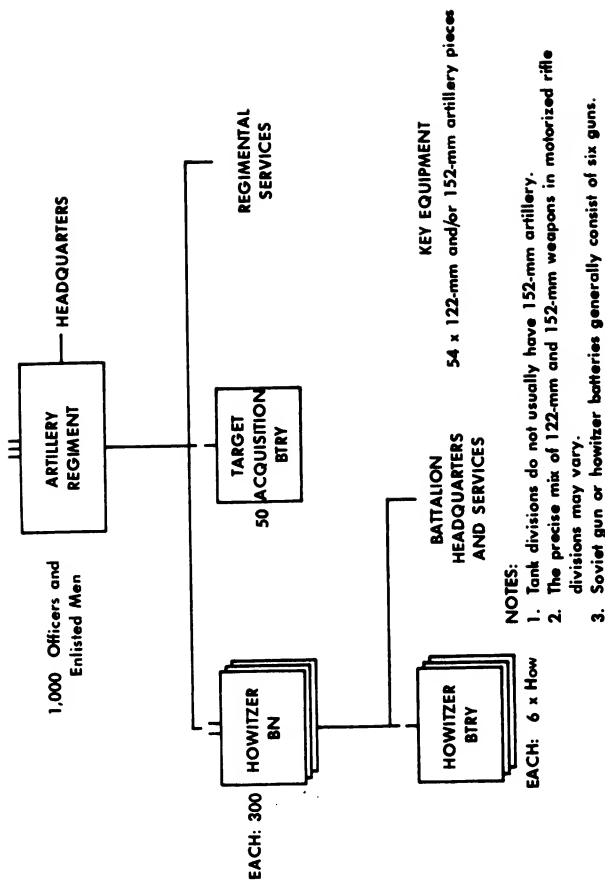 1,000 Officers and
Enlisted Men
ARTILLERY
REGIMENT
HEADQUARTERS
EACH: 300
HOWITZER
BN
50
TARGET
ACQUISITION
BTRY
REGIMENTAL
SERVICES
HOWITZER
BTRY
EACH: 6 x How
BATTALION
HEADQUARTERS
AND SERVICES
KEY EQUIPMENT
54 x 122-mm and/or 152-mm artillery pieces
NOTES:
1. Tank divisions do not usually have 152-mm artillery.
2. The precise mix of 122-mm and 152-mm weapons in motorized rifle
divisions may vary.
3. Soviet gun or howitzer batteries generally consist of six guns.